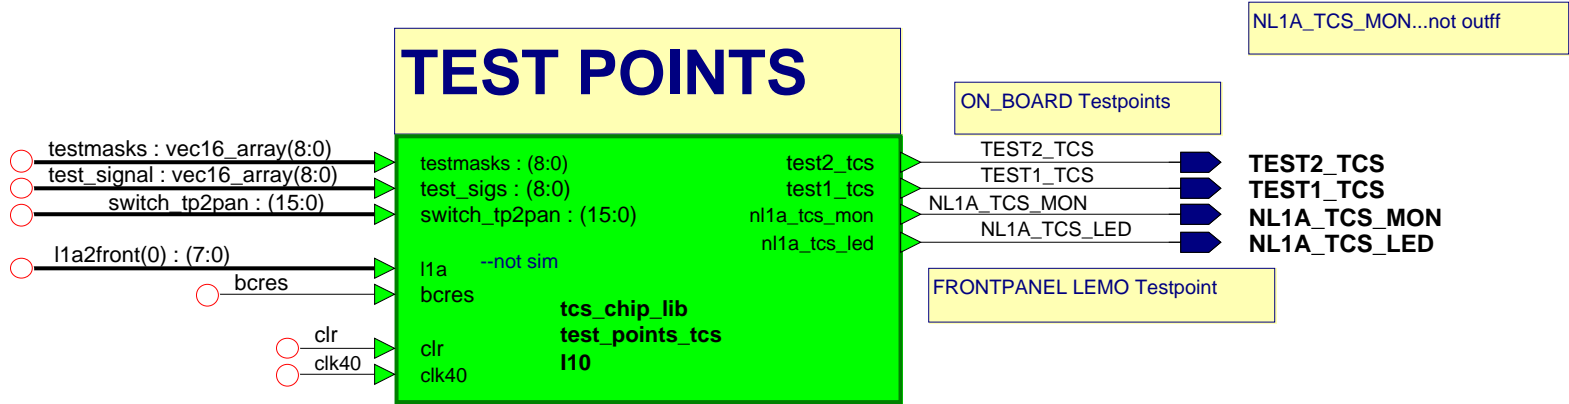 NL1A_TCS_MON...not outff
TEST POINTS
ON_BOARD Testpoints
testmasks : vec16_array(8:0)
test_signal : vec16_array(8:0)
switch_tp2pan : (15:0)
l1a2front(0) : (7:0)
bcres
clr
clk40
testmasks : (8:0)
test_sigs : (8:0)
switch_tp2pan : (15:0)
l1a
--not sim
bcres
clr
clk40
tcs_chip_lib
test_points_tcs
I10
test2_tcs
test1_tcs
nl1a_tcs_mon
nl1a_tcs_led
TEST2_TCS
TEST1_TCS
NL1A_TCS_MON
NL1A_TCS_LED
TEST2_TCS
TEST1_TCS
NL1A_TCS_MON
NL1A_TCS_LED
FRONTPANEL LEMO Testpoint